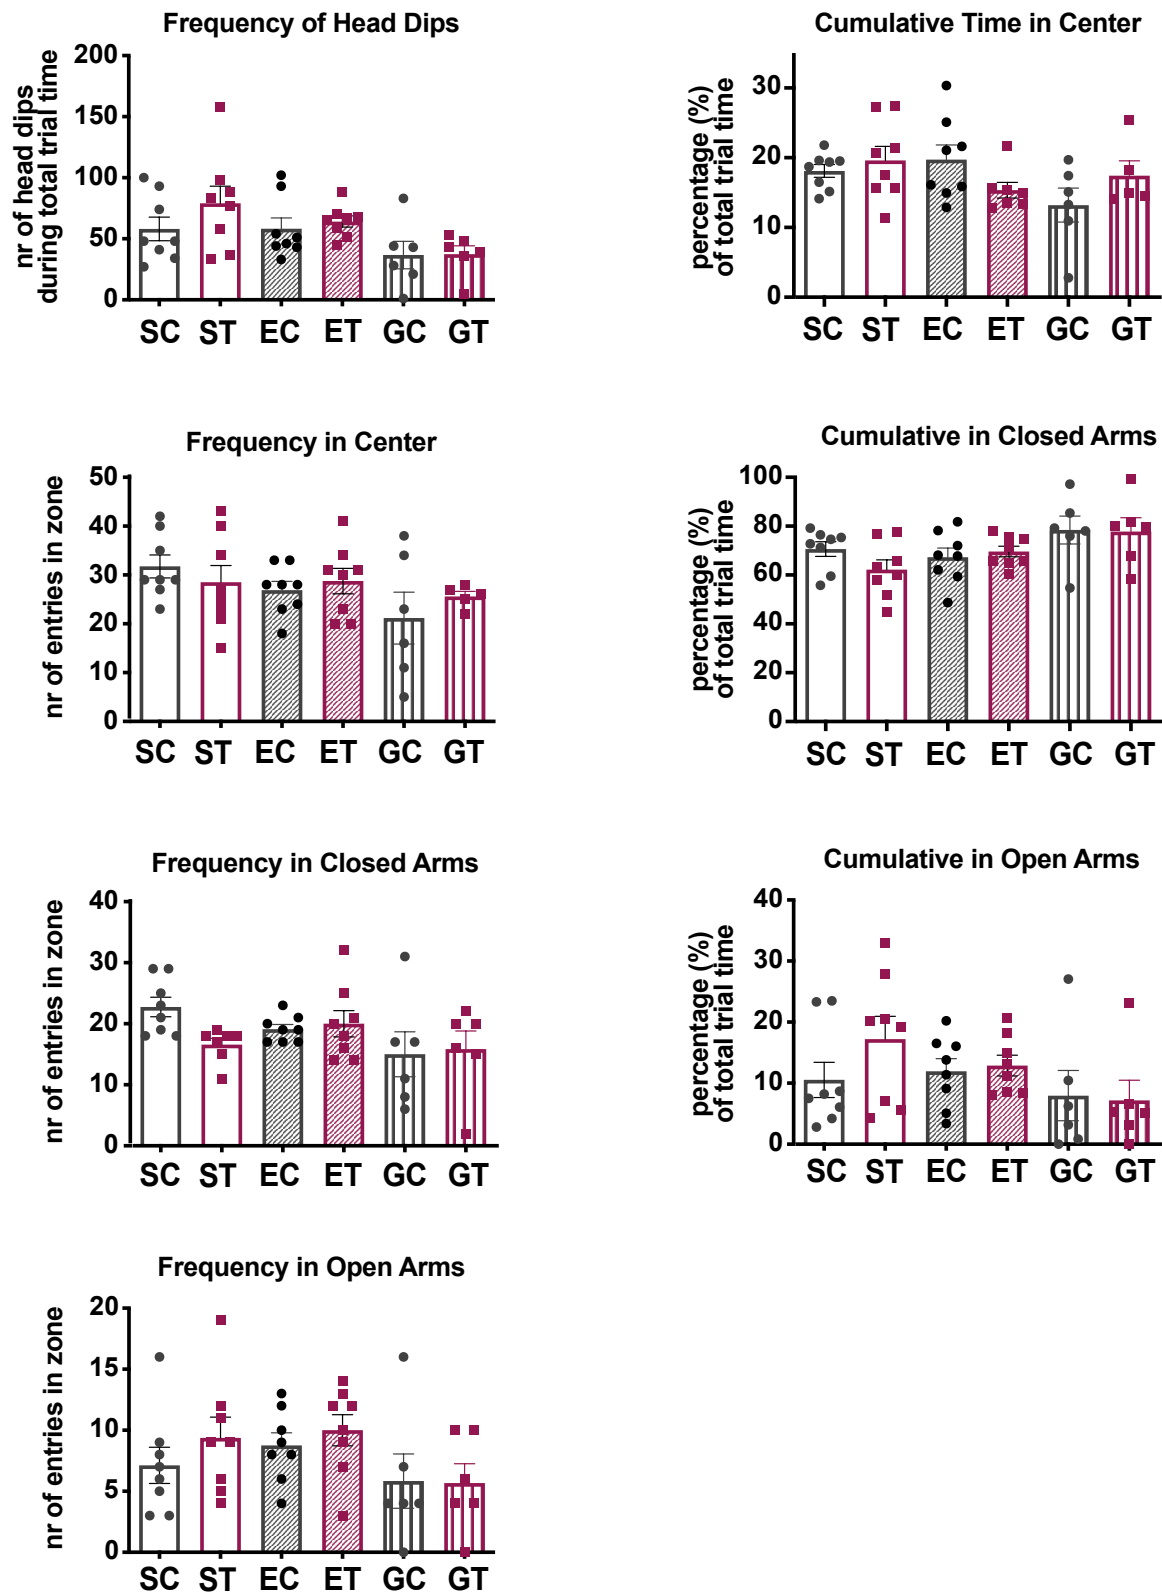 Frequency of Head Dips
nr of head dips
during total trial time
200
150
100
50
0
SC ST EC ET GC GT
Cumulative Time in Center
percentage (%)
of total trial time
30
20
10
0
SC ST EC ET GC GT
Frequency in Center
nr of entries in zone
50
40
30
20
10
0
SC ST EC ET GC GT
Cumulative in Closed Arms
percentage (%)
of total trial time
100
80
60
40
20
0
SC ST EC ET GC GT
Frequency in Closed Arms
nr of entries in zone
40
30
20
10
0
SC ST EC ET GC GT
Cumulative in Open Arms
percentage (%)
of total trial time
40
30
20
10
0
SC ST EC ET GC GT
Frequency in Open Arms
nr of entries in zone
20
15
10
5
0
SC ST EC ET GC GT